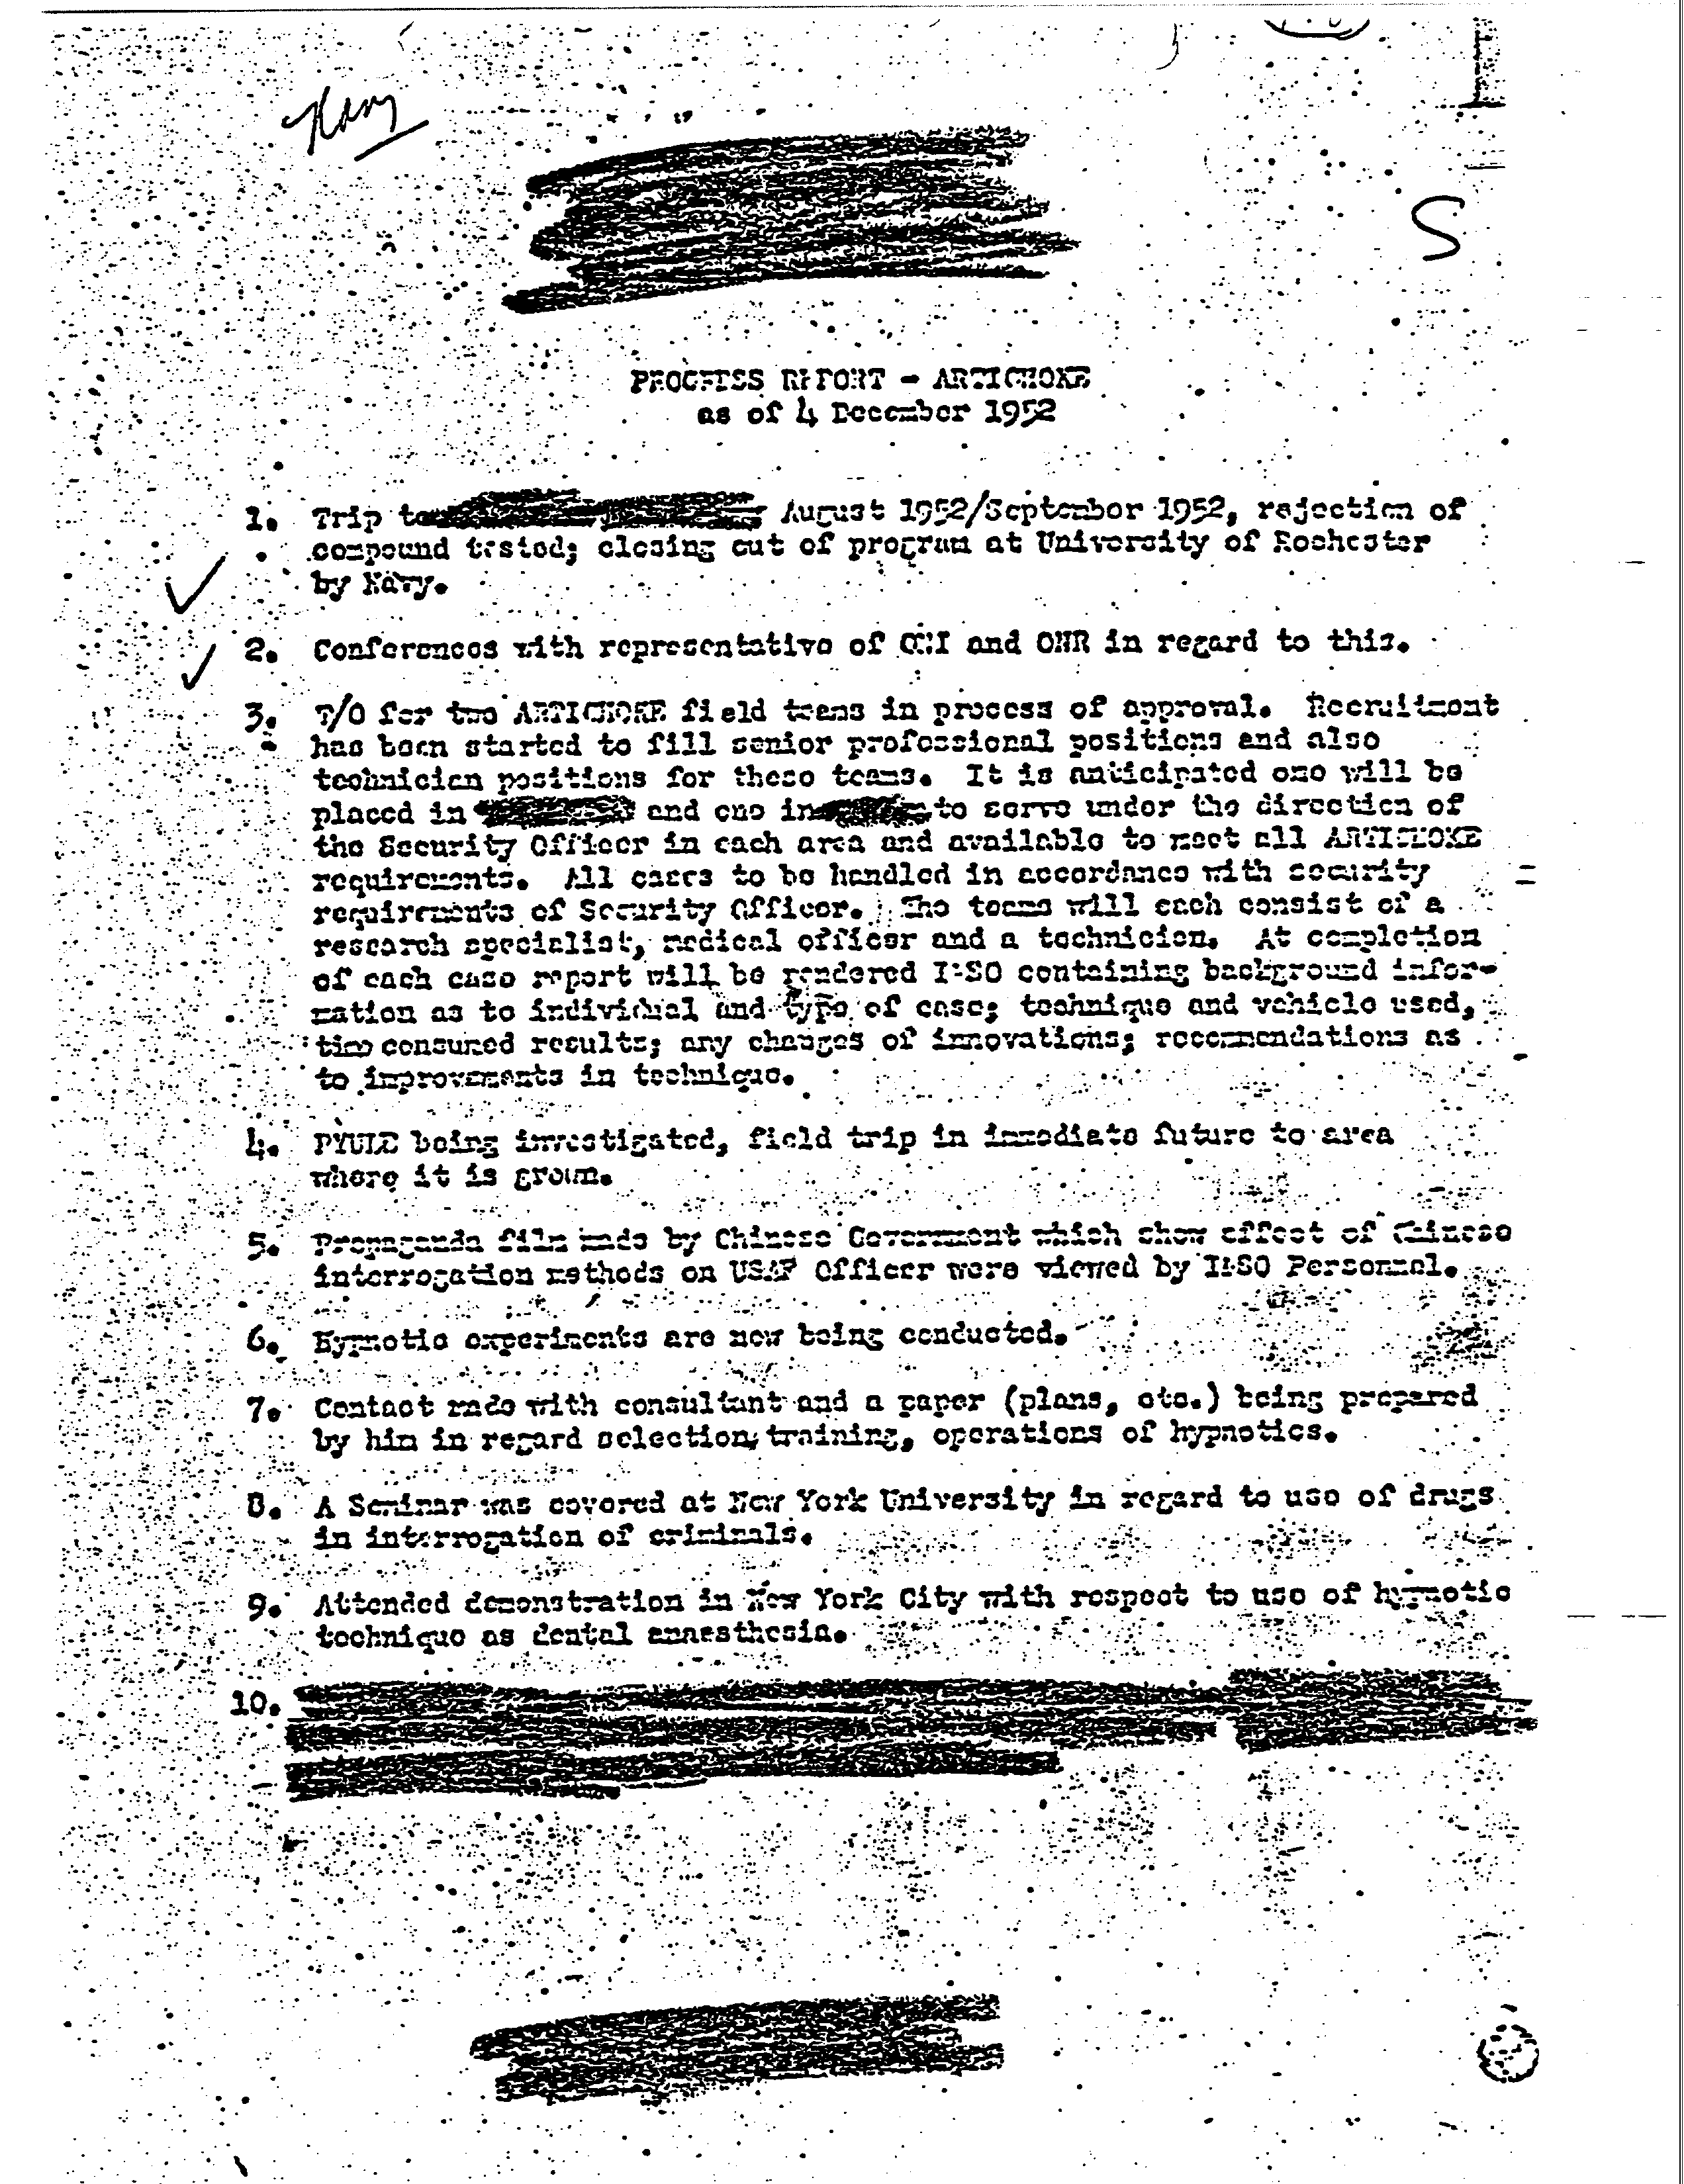 Navy
S
PROGRESS REPORT - ARTICHOKE
as of 4 December 1952
1. Trip to August 1952/September 1952, rejection of
compound tested; closing out of program at University of Rochester
by Navy.
2. Conferences with representative of ONI and ONR in regard to this.
3. T/O for two ARTICHOKE field teams in process of approval. Recruitment
has been started to fill senior professional positions and also
technician positions for these teams. It is anticipated one will be
placed in and one in to serve under the direction of
the Security Officer in each area and available to meet all ARTICHOKE
requirements. All cases to be handled in accordance with security
requirements of Security Officer. The teams will each consist of a
research specialist, medical officer and a technician. At completion
of each case report will be rendered I&SO containing background infor-
mation as to individual and type of case; technique and vehicle used,
time consumed results; any changes of innovations; recommendations as
to improvements in technique.
4. being investigated, field trip in immediate future to area
where it is grown.
5. Propaganda film made by Chinese Government which show effect of Chinese
interrogation methods on USAF Officer were viewed by I&SO Personnel.
6. Hypnotic experiments are now being conducted.
7. Contact made with consultant and a paper (plans, etc.) being prepared
by him in regard selection, training, operations of hypnotics.
8. A Seminar was covered at New York University in regard to use of drugs
in interrogation of criminals.
9. Attended demonstration in New York City with respect to use of hypnotic
technique as dental annaesthesia.
10.